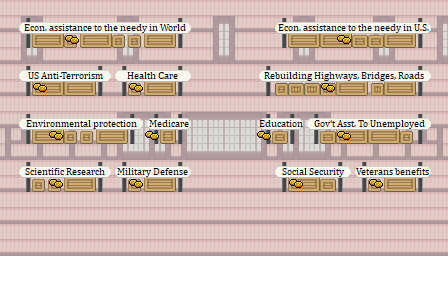 Econ. assistance to the needy in World
Econ. assistance to the needy in U.S.
US Anti-Terrorism
Health Care
Rebuilding Highways, Bridges, Roads
Environmental protection
Medicare
Education
Gov't Asst. To Unemployed
Scientific Research
Military Defense
Social Security
Veterans benefits